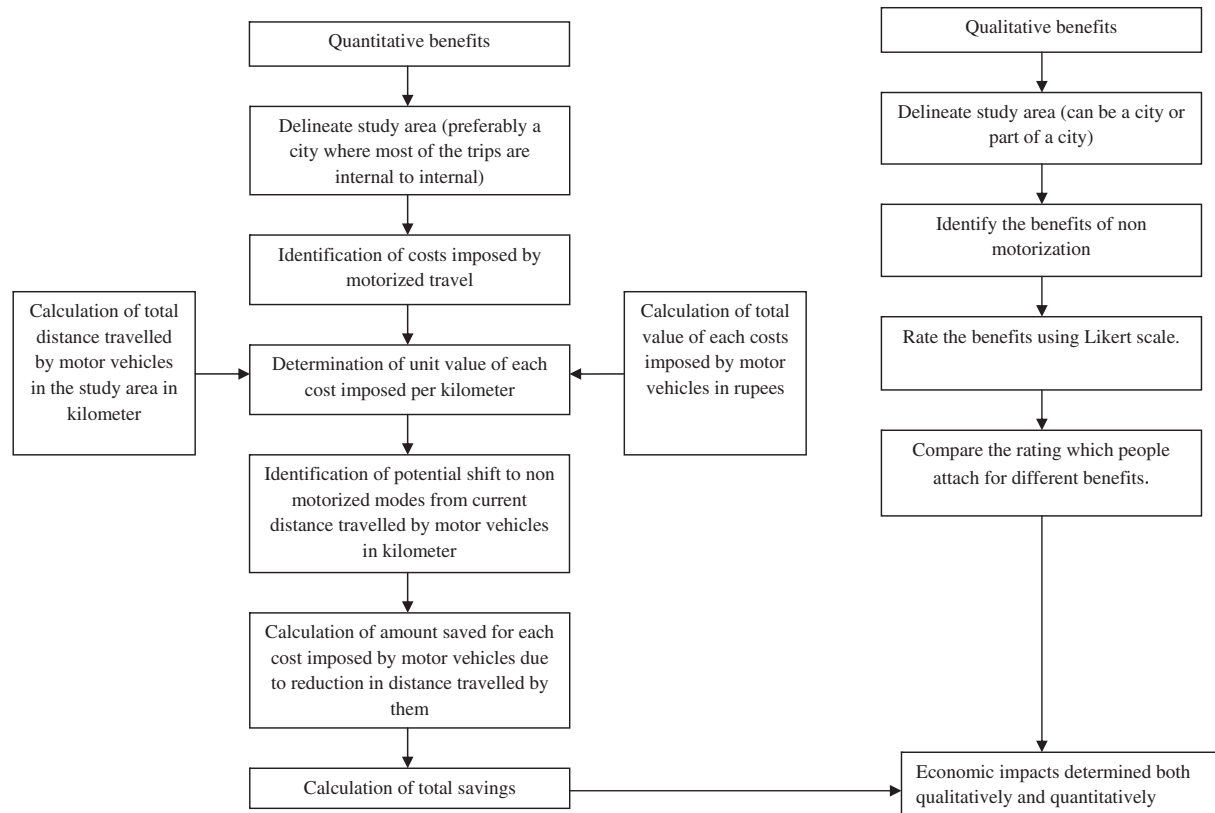 Quantitative benefits
Delineate study area (preferably a
city where most of the trips are
internal to internal)
Identification of costs imposed by
motorized travel
Calculation of total
distance travelled
by motor vehicles
in the study area in
kilometer
Determination of unit value of each
cost imposed per kilometer
Calculation of total
value of each costs
imposed by motor
vehicles in rupees
Identification of potential shift to non
motorized modes from current
distance travelled by motor vehicles
in kilometer
Calculation of amount saved for each
cost imposed by motor vehicles due
to reduction in distance travelled by
them
Calculation of total savings
Qualitative benefits
Delineate study area (can be a city or
part of a city)
Identify the benefits of non
motorization
Rate the benefits using Likert scale.
Compare the rating which people
attach for different benefits.
Economic impacts determined both
qualitatively and quantitatively